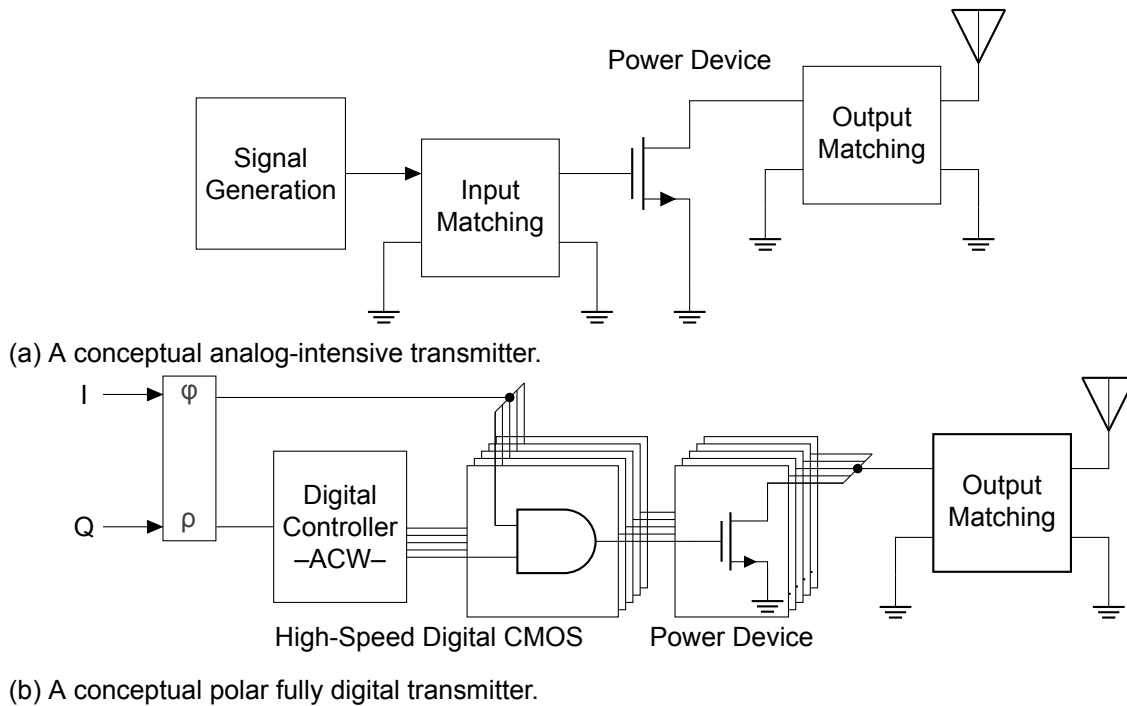 Power Device
Signal
Generation
Input
Matching
Output
Matching
(a) A conceptual analog-intensive transmitter.
I
φ
Q
ρ
Digital
Controller
–ACW–
Output
Matching
High-Speed Digital CMOS
Power Device
(b) A conceptual polar fully digital transmitter.